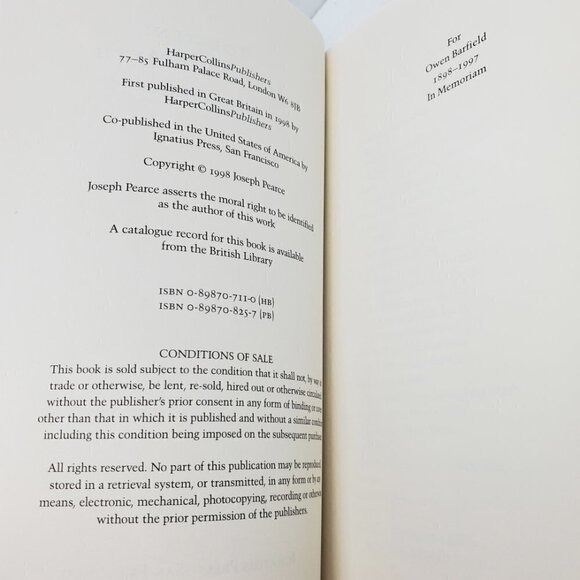 HarperCollinsPublishers
77–85 Fulham Palace Road, London W6 8JB
First published in Great Britain in 1998 by
HarperCollinsPublishers
Co-published in the United States of America by
Ignatius Press, San Francisco
Copyright © 1998 Joseph Pearce
Joseph Pearce asserts the moral right to be identified
as the author of this work
A catalogue record for this book is available
from the British Library
ISBN 0-89870-711-0 (HB)
ISBN 0-89870-825-7 (PB)
CONDITIONS OF SALE
This book is sold subject to the condition that it shall not, by way
trade or otherwise, be lent, re-sold, hired out or otherwise circulate
without the publisher's prior consent in any form of binding or cove
other than that in which it is published and without a similar conditi
including this condition being imposed on the subsequent purchase
All rights reserved. No part of this publication may be reproduced,
stored in a retrieval system, or transmitted, in any form or by any
means, electronic, mechanical, photocopying, recording or otherwise
without the prior permission of the publishers.
For
Owen Barfield
1898–1997
In Memoriam